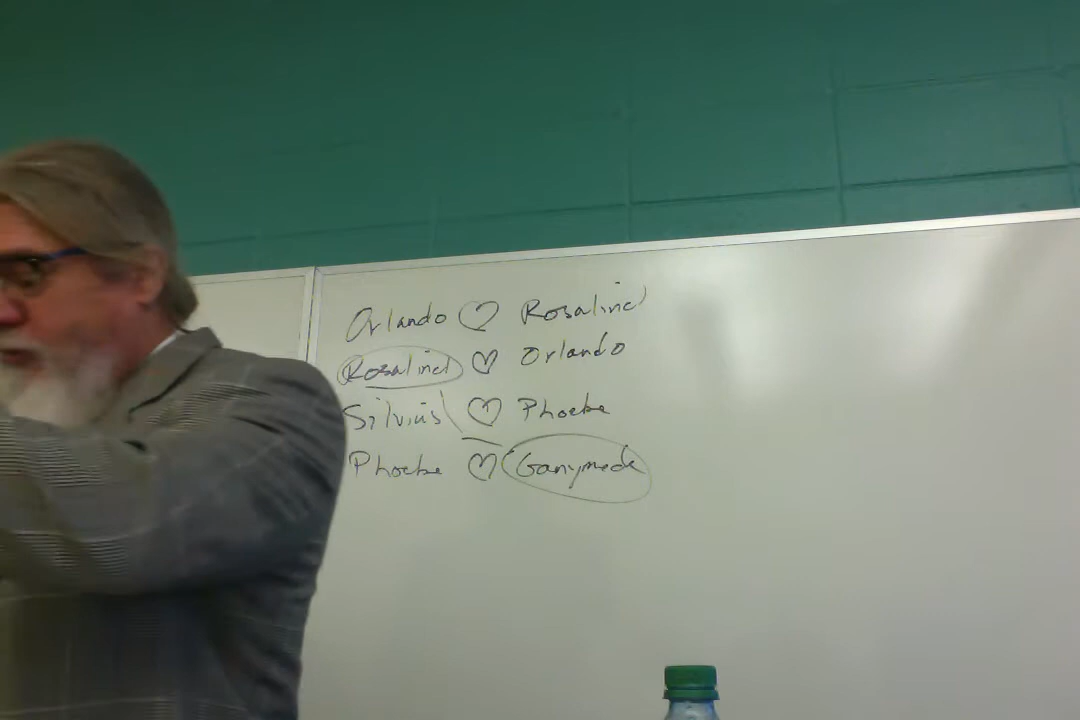 Orlando ♡ Rosalind
Rosalind ♡ Orlando
Silvius ♡ Phoebe
Phoebe ♡ Ganymede